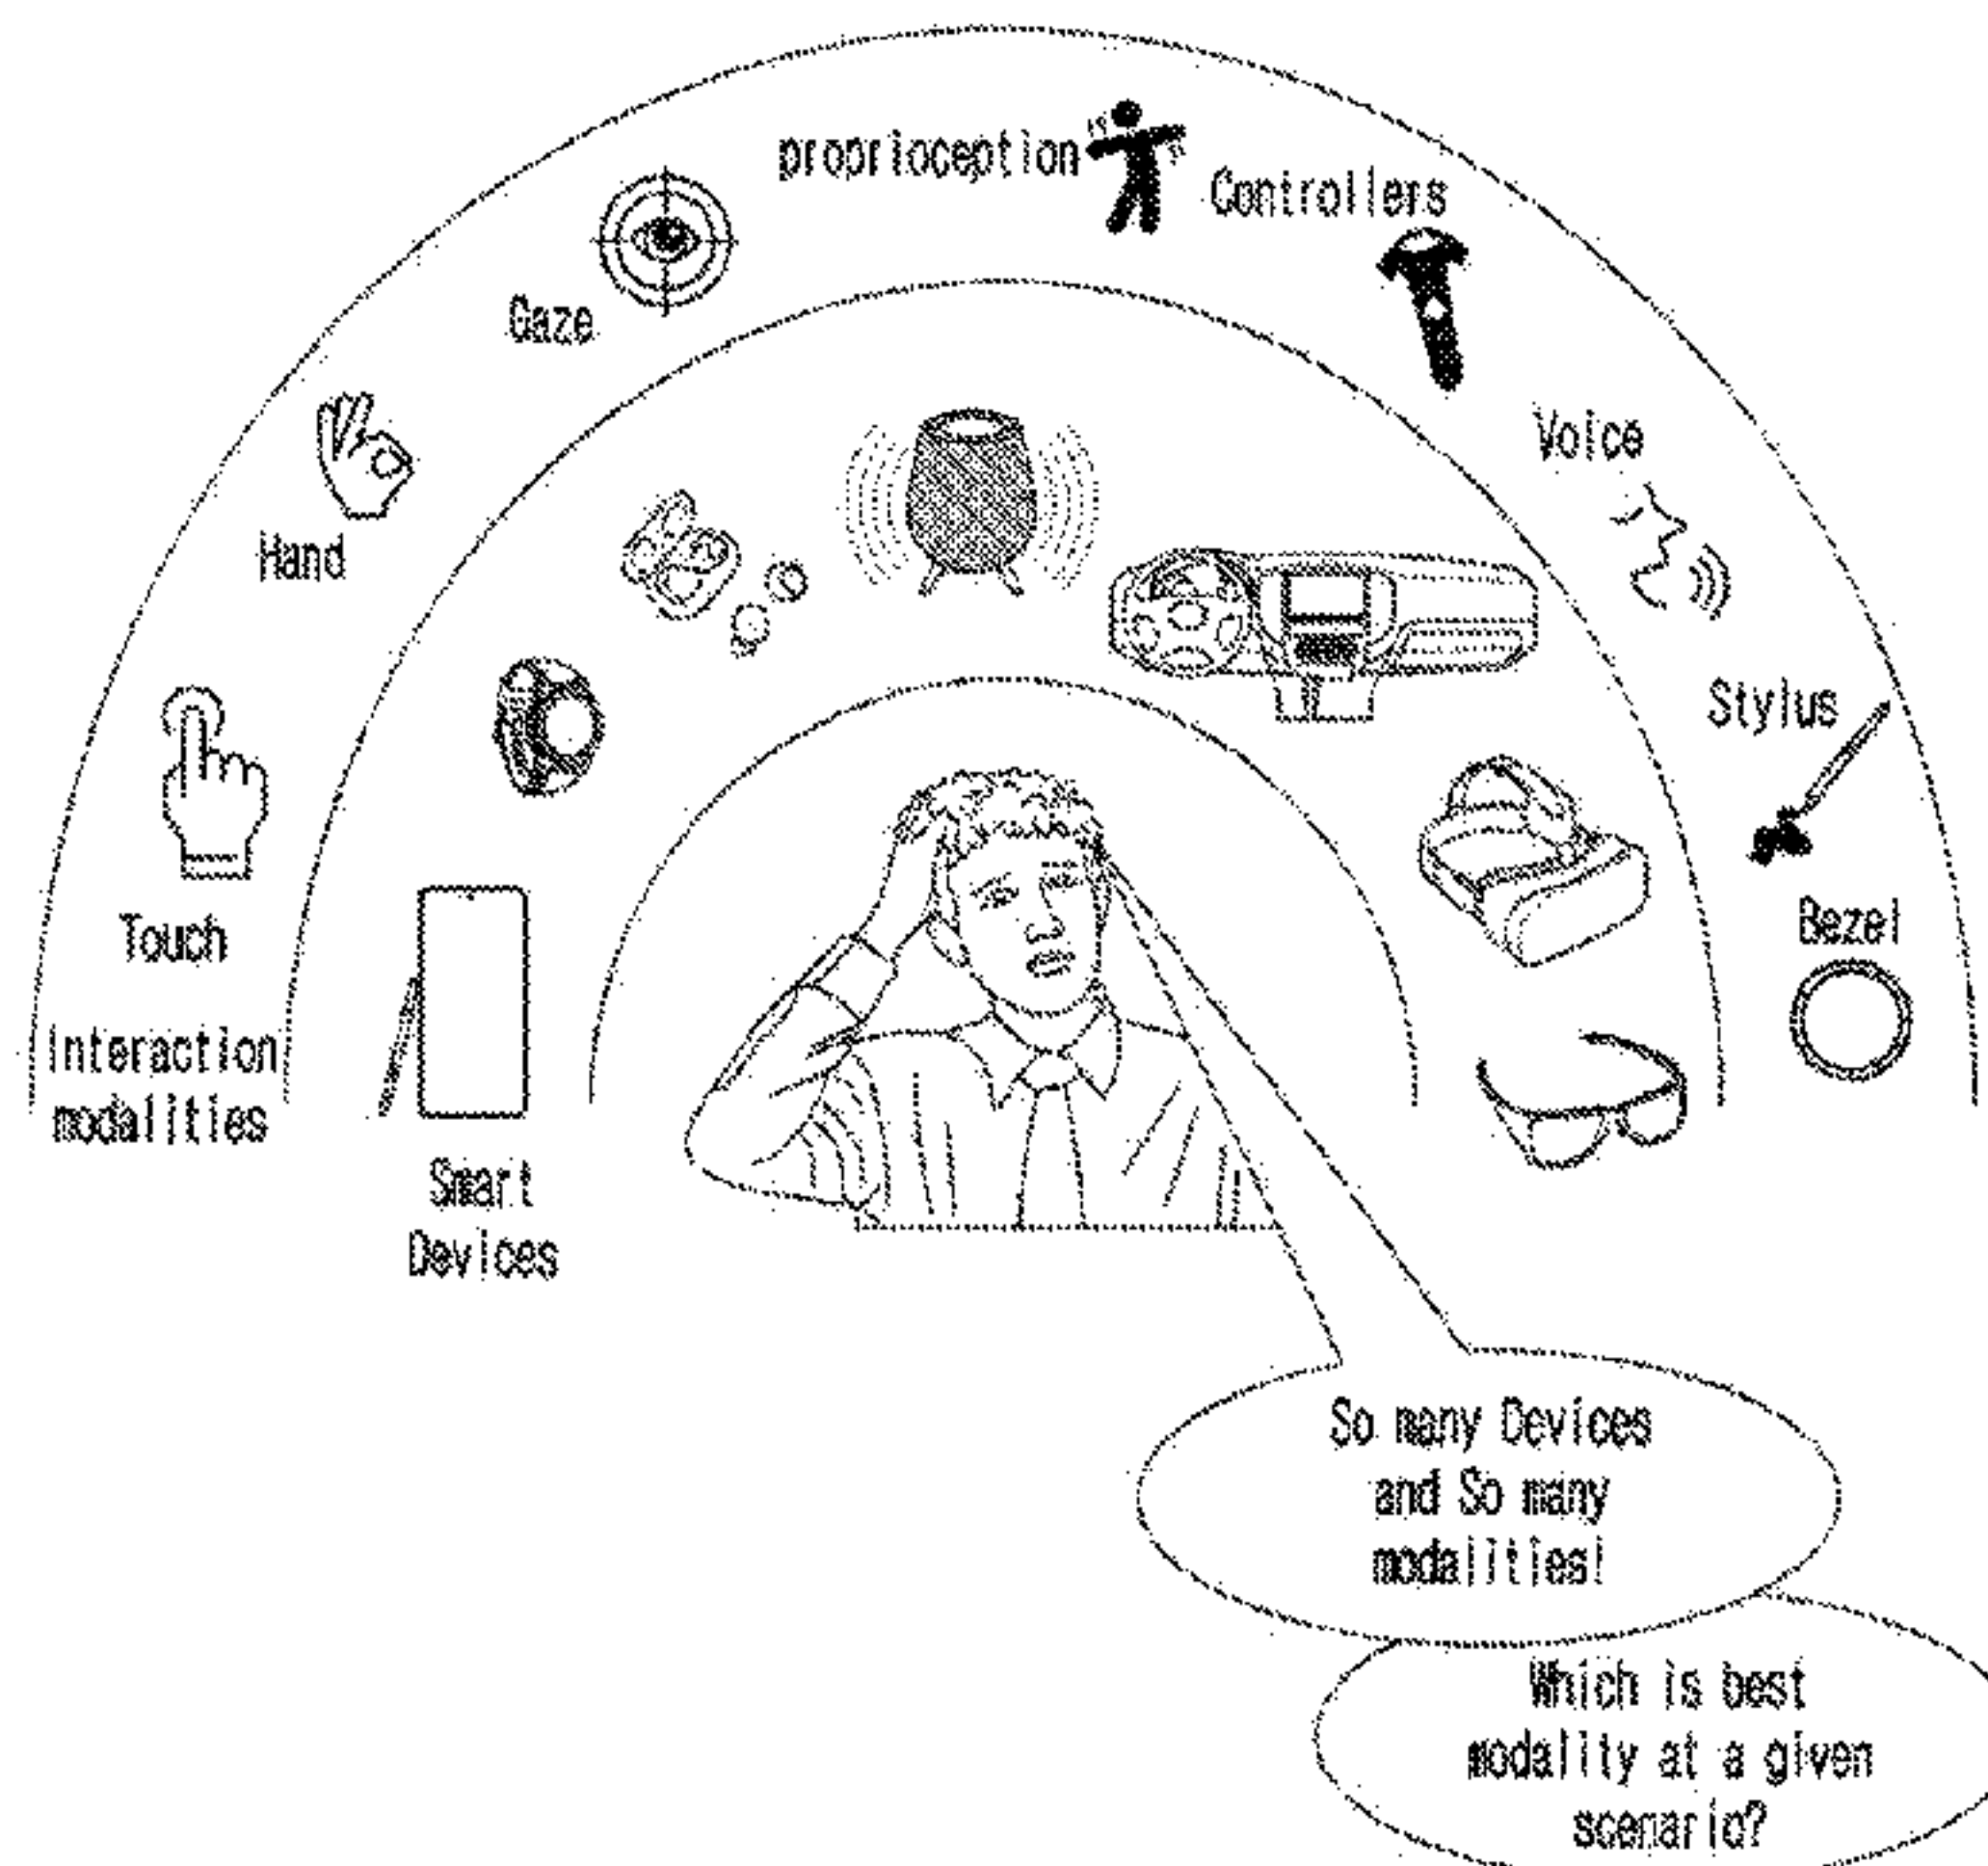 proprioception
Controllers
Gaze
Voice
Hand
Stylus
Touch
Bezel
Interaction
modalities
Smart
Devices
So many Devices
and So many
modalities!
Which is best
modality at a given
scenario?